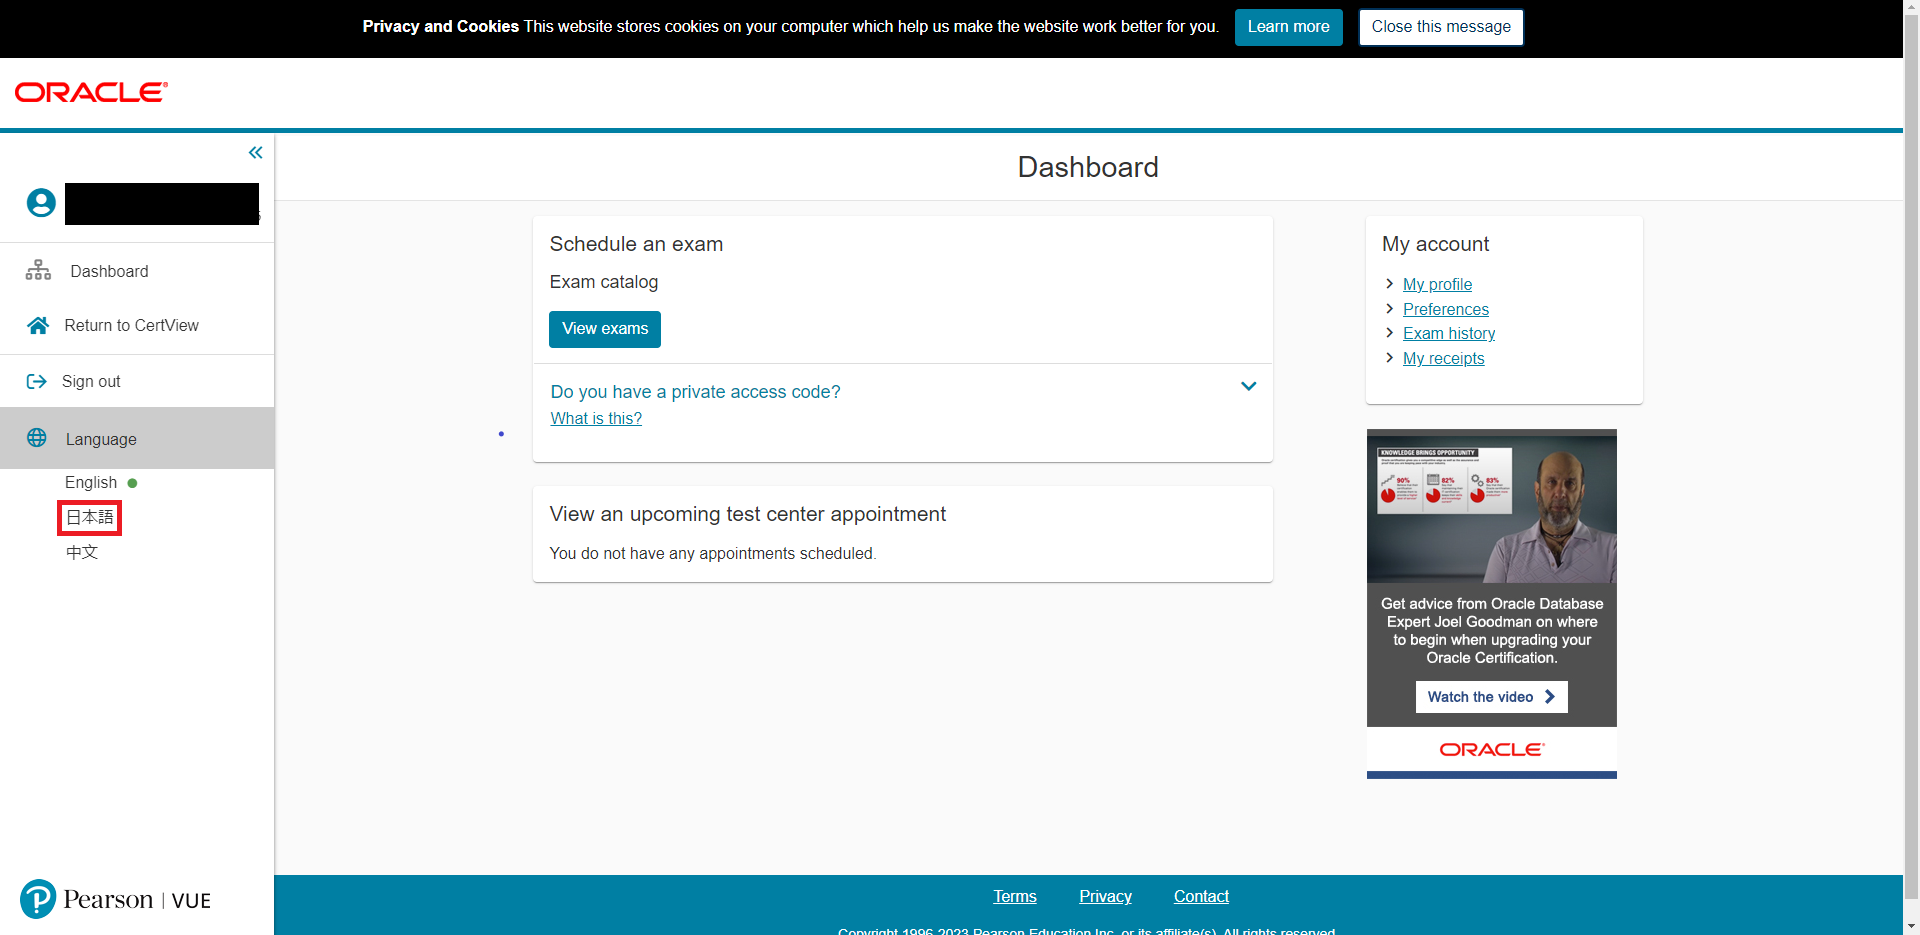 Privacy and Cookies This website stores cookies on your computer which help us make the website work better for you. Learn more Close this message
ORACLE
Dashboard
Dashboard
Return to CertView
Sign out
Language
English
日本語
中文
Schedule an exam
Exam catalog
View exams
Do you have a private access code?
What is this?
View an upcoming test center appointment
You do not have any appointments scheduled.
My account
My profile
Preferences
Exam history
My receipts
KNOWLEDGE BRINGS OPPORTUNITY
90% 82% 83%
Get advice from Oracle Database
Expert Joel Goodman on where
to begin when upgrading your
Oracle Certification.
Watch the video
ORACLE
Pearson | VUE
Terms Privacy Contact
Copyright 1996-2023 Pearson Education Inc. or its affiliate(s). All rights reserved.